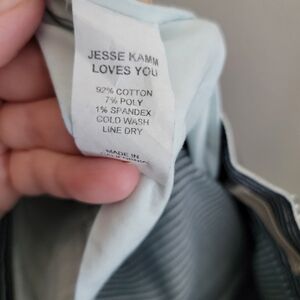 JESSE KAMM
LOVES YOU
92% COTTON
7% POLY
1% SPANDEX
COLD WASH
LINE DRY
MADE IN